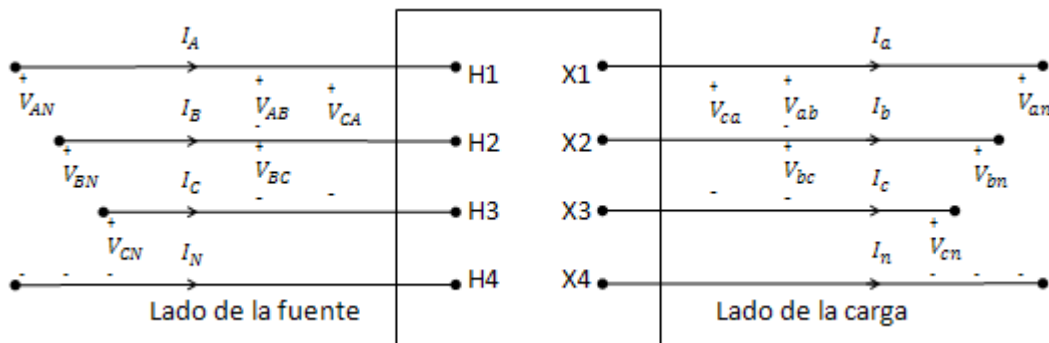 I_A I_a
H1 X1
+ + + + + +
V_AN V_AB V_CA V_ca V_ab V_an
I_B I_b
- -
H2 X2
+ + + +
V_BN V_BC V_bc V_bn
I_C I_c
- - - -
H3 X3
+ +
V_CN V_cn
I_N I_n
- - - - - -
H4 X4
Lado de la fuente Lado de la carga